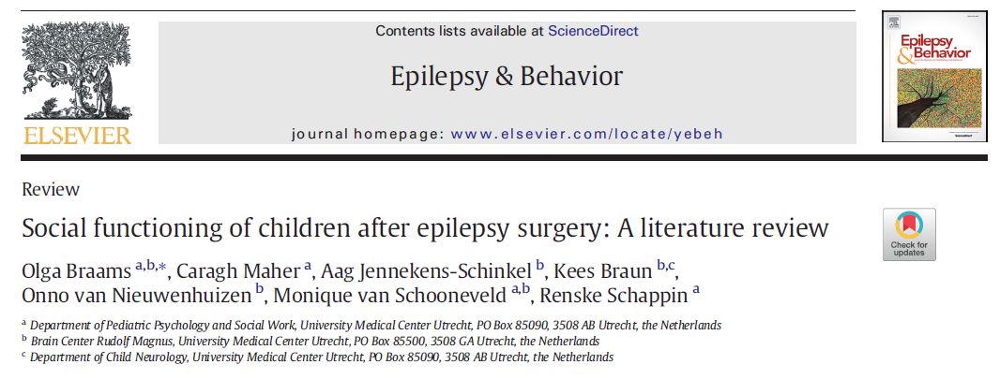 Contents lists available at ScienceDirect
Epilepsy & Behavior
journal homepage: www.elsevier.com/locate/yebeh
ELSEVIER
Epilepsy
& Behavior
ScienceDirect
Review
Social functioning of children after epilepsy surgery: A literature review
Check for
updates
Olga Braams a,b,*, Caragh Maher a, Aag Jennekens-Schinkel b, Kees Braun b,c,
Onno van Nieuwenhuizen b, Monique van Schooneveld a,b, Renske Schappin a
a Department of Pediatric Psychology and Social Work, University Medical Center Utrecht, PO Box 85090, 3508 AB Utrecht, the Netherlands
b Brain Center Rudolf Magnus, University Medical Center Utrecht, PO Box 85500, 3508 GA Utrecht, the Netherlands
c Department of Child Neurology, University Medical Center Utrecht, PO Box 85090, 3508 AB Utrecht, the Netherlands